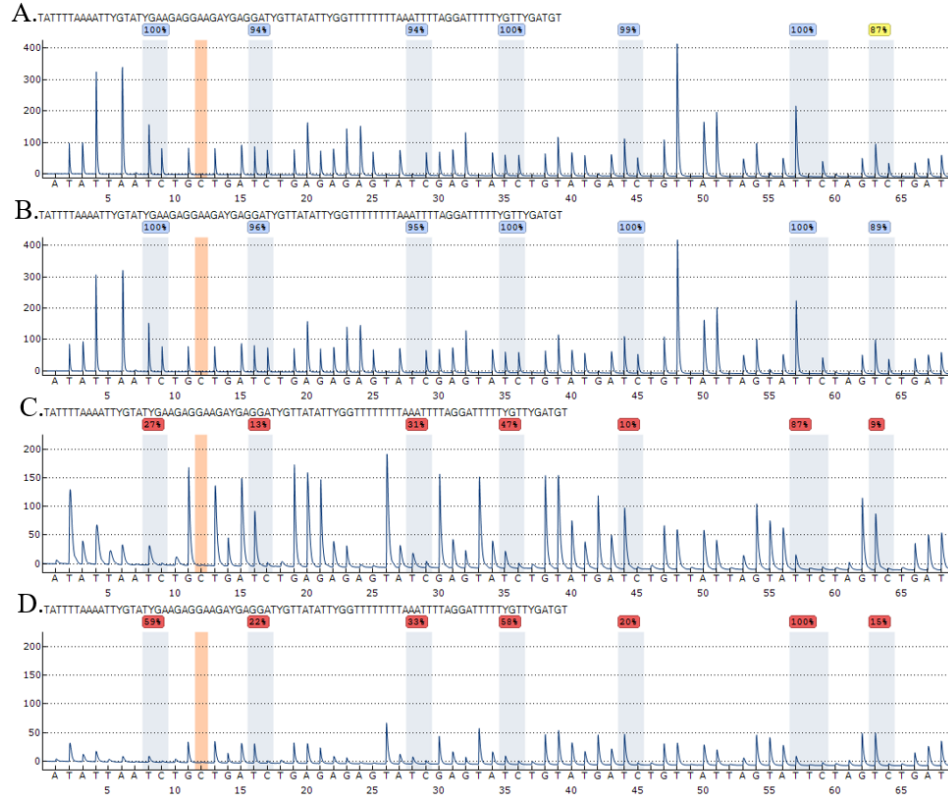 A.TATTTTAAAATTYGTATYGAAGAGGAAGAYGAGGATYGTTATATTYGGTTTTTTTTAAATTTTAGGATTTTTYGTTYGATGT
100% 94% 94% 100% 99% 100% 87%
400
300
200
100
0
A T A T T A A T C T G C T G A T C T G A G A G A G T A T C G A G T A T C T G T A T G A T C T G T T A T T A G T A T T C T A G T C T G A T
5 10 15 20 25 30 35 40 45 50 55 60 65
B.TATTTTAAAATTYGTATYGAAGAGGAAGAYGAGGATYGTTATATTYGGTTTTTTTTAAATTTTAGGATTTTTYGTTYGATGT
100% 96% 95% 100% 100% 100% 89%
400
300
200
100
0
A T A T T A A T C T G C T G A T C T G A G A G A G T A T C G A G T A T C T G T A T G A T C T G T T A T T A G T A T T C T A G T C T G A T
5 10 15 20 25 30 35 40 45 50 55 60 65
C.TATTTTAAAATTYGTATYGAAGAGGAAGAYGAGGATYGTTATATTYGGTTTTTTTTAAATTTTAGGATTTTTYGTTYGATGT
27% 13% 31% 47% 10% 87% 9%
200
150
100
50
0
A T A T T A A T C T G C T G A T C T G A G A G A G T A T C G A G T A T C T G T A T G A T C T G T T A T T A G T A T T C T A G T C T G A T
5 10 15 20 25 30 35 40 45 50 55 60 65
D.TATTTTAAAATTYGTATYGAAGAGGAAGAYGAGGATYGTTATATTYGGTTTTTTTTAAATTTTAGGATTTTTYGTTYGATGT
59% 22% 33% 58% 20% 100% 15%
200
150
100
50
0
A T A T T A A T C T G C T G A T C T G A G A G A G T A T C G A G T A T C T G T A T G A T C T G T T A T T A G T A T T C T A G T C T G A T
5 10 15 20 25 30 35 40 45 50 55 60 65